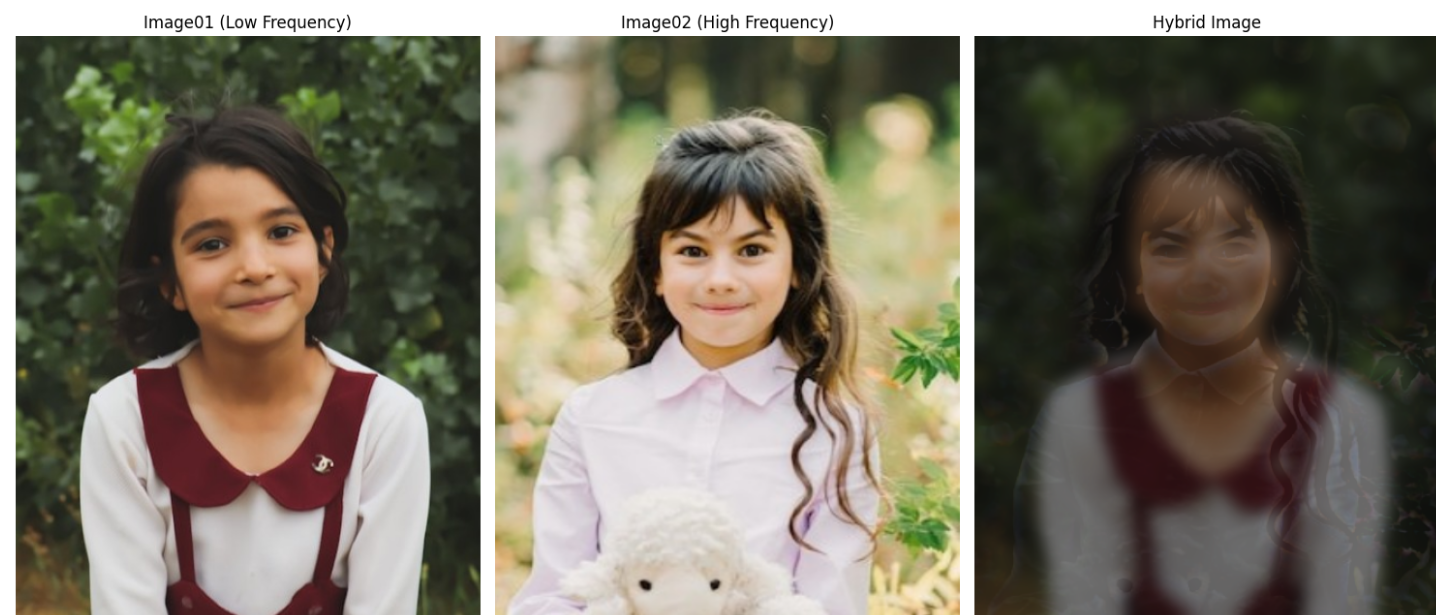 Image01 (Low Frequency)
Image02 (High Frequency)
Hybrid Image